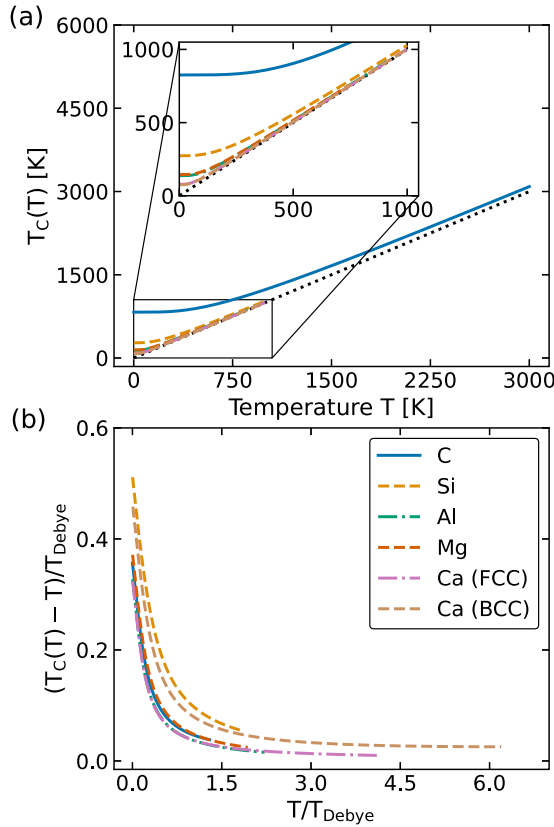 (a)
6000
4500
3000
1500
0
T_C(T) [K]
1000
500
0
0
500
1000
0
750
1500
2250
3000
Temperature T [K]
(b)
0.6
0.4
0.2
0.0
(T_C(T) − T)/T_Debye
C
Si
Al
Mg
Ca (FCC)
Ca (BCC)
0.0
1.5
3.0
4.5
6.0
T/T_Debye